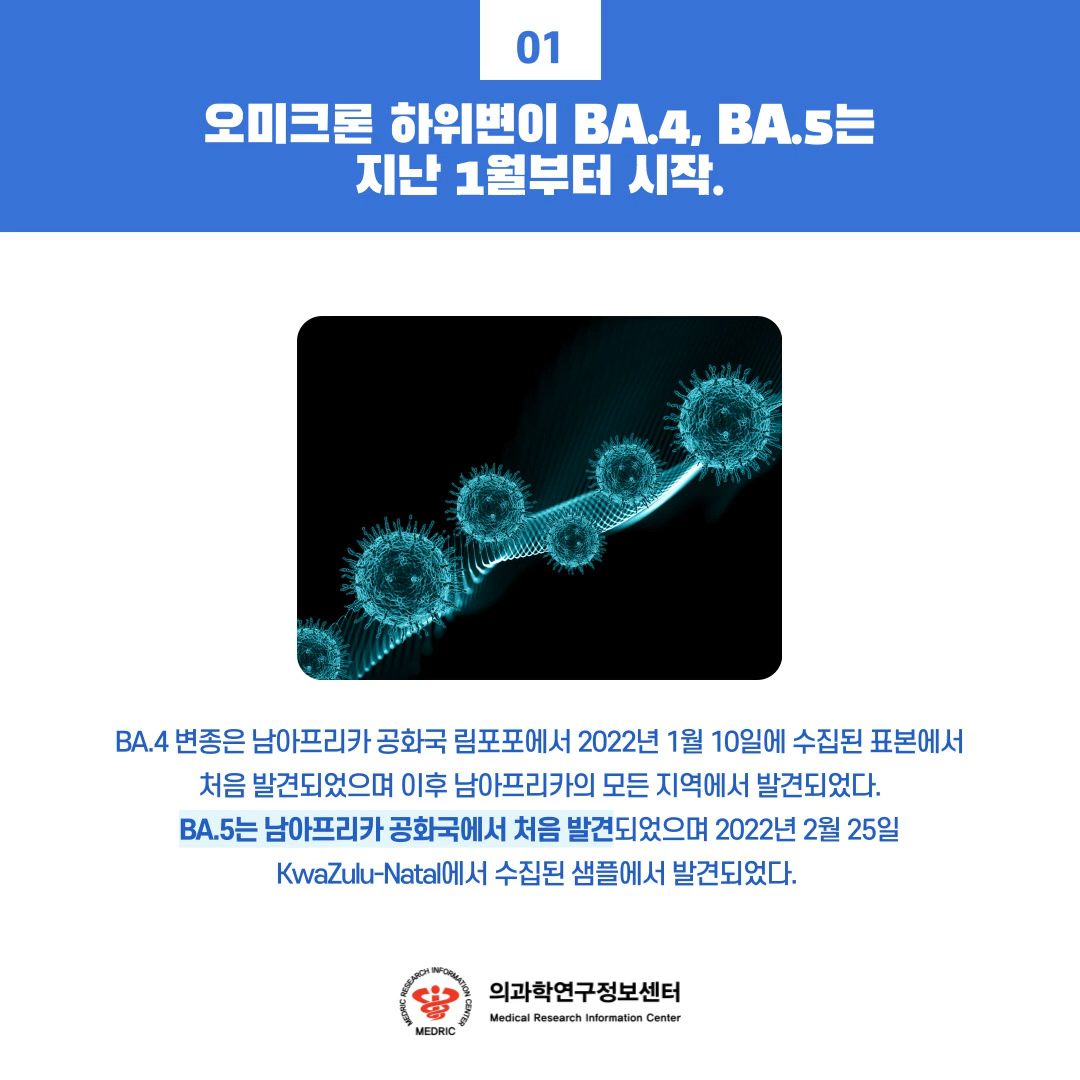 01
오미크론 하위변이 BA.4, BA.5는
지난 1월부터 시작.
BA.4 변종은 남아프리카 공화국 림포포에서 2022년 1월 10일에 수집된 표본에서
처음 발견되었으며 이후 남아프리카의 모든 지역에서 발견되었다.
BA.5는 남아프리카 공화국에서 처음 발견되었으며 2022년 2월 25일
KwaZulu-Natal에서 수집된 샘플에서 발견되었다.
MEDRIC RESEARCH INFORMATION CENTER
MEDRIC
의과학연구정보센터
Medical Research Information Center